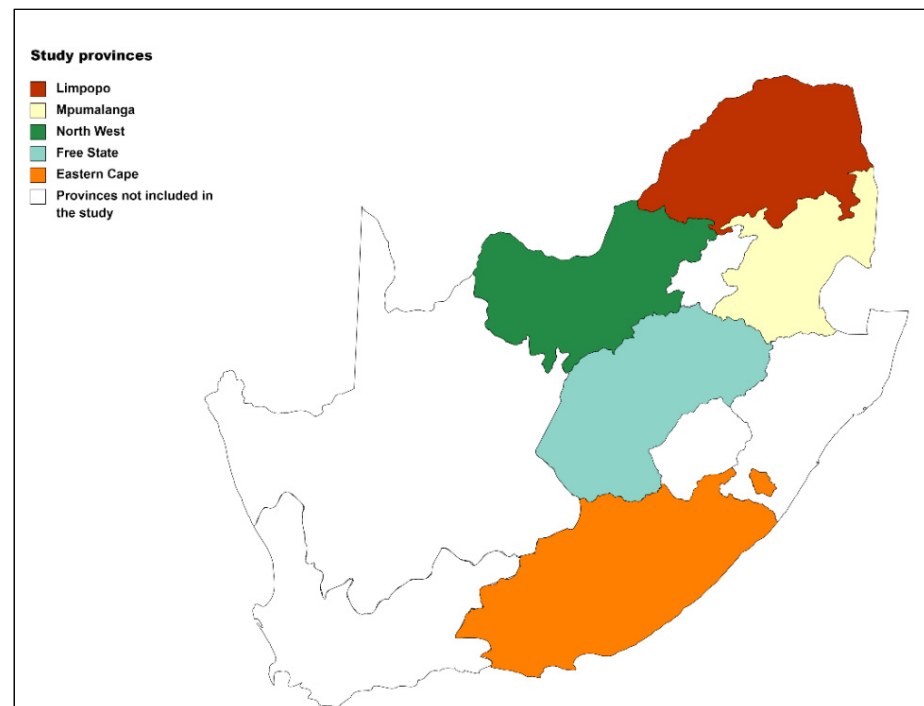 Study provinces
Limpopo
Mpumalanga
North West
Free State
Eastern Cape
Provinces not included in
the study